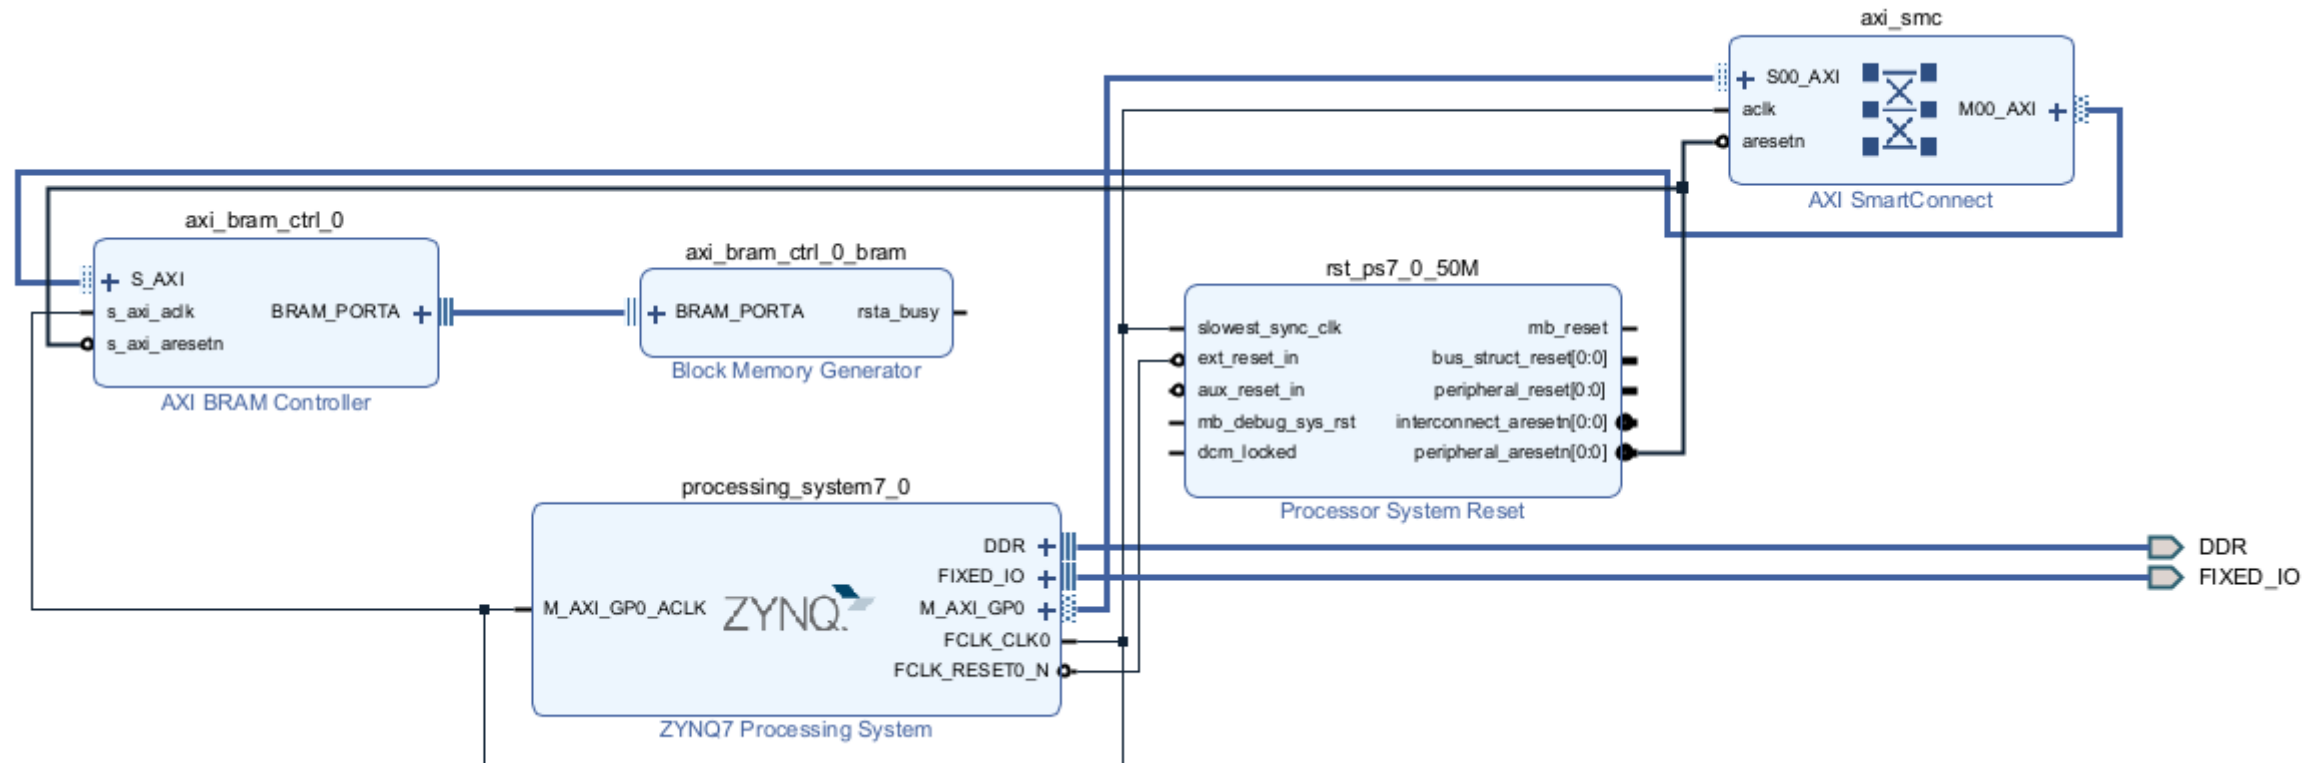 axi_smc
S00_AXI
aclk
M00_AXI
aresetn
AXI SmartConnect
axi_bram_ctrl_0
S_AXI
s_axi_aclk
BRAM_PORTA
s_axi_aresetn
AXI BRAM Controller
axi_bram_ctrl_0_bram
BRAM_PORTA
rsta_busy
Block Memory Generator
rst_ps7_0_50M
slowest_sync_clk
mb_reset
ext_reset_in
bus_struct_reset[0:0]
aux_reset_in
peripheral_reset[0:0]
mb_debug_sys_rst
interconnect_aresetn[0:0]
dcm_locked
peripheral_aresetn[0:0]
Processor System Reset
processing_system7_0
DDR
FIXED_IO
M_AXI_GP0_ACLK
ZYNQ
M_AXI_GP0
FCLK_CLK0
FCLK_RESET0_N
ZYNQ7 Processing System
DDR
FIXED_IO